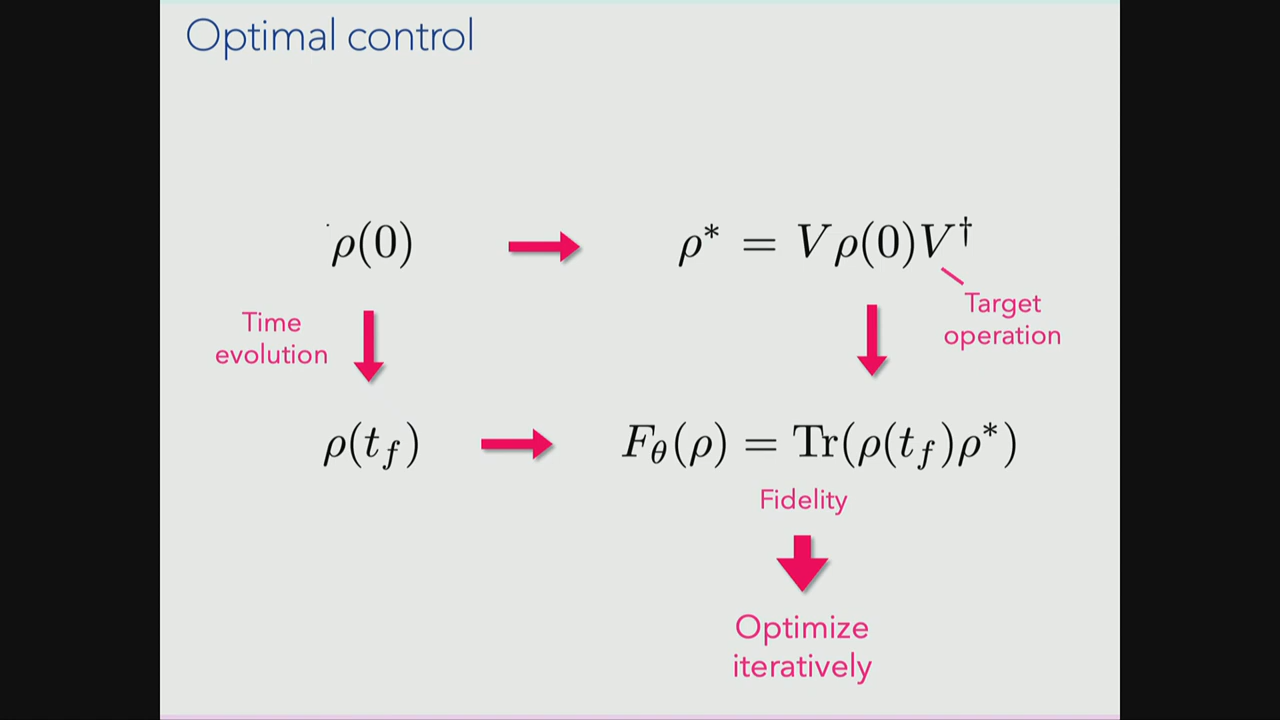 Optimal control
ρ(0)
ρ* = Vρ(0)V†
Time
evolution
Target
operation
ρ(t_f)
F_θ(ρ) = Tr(ρ(t_f)ρ*)
Fidelity
Optimize
iteratively